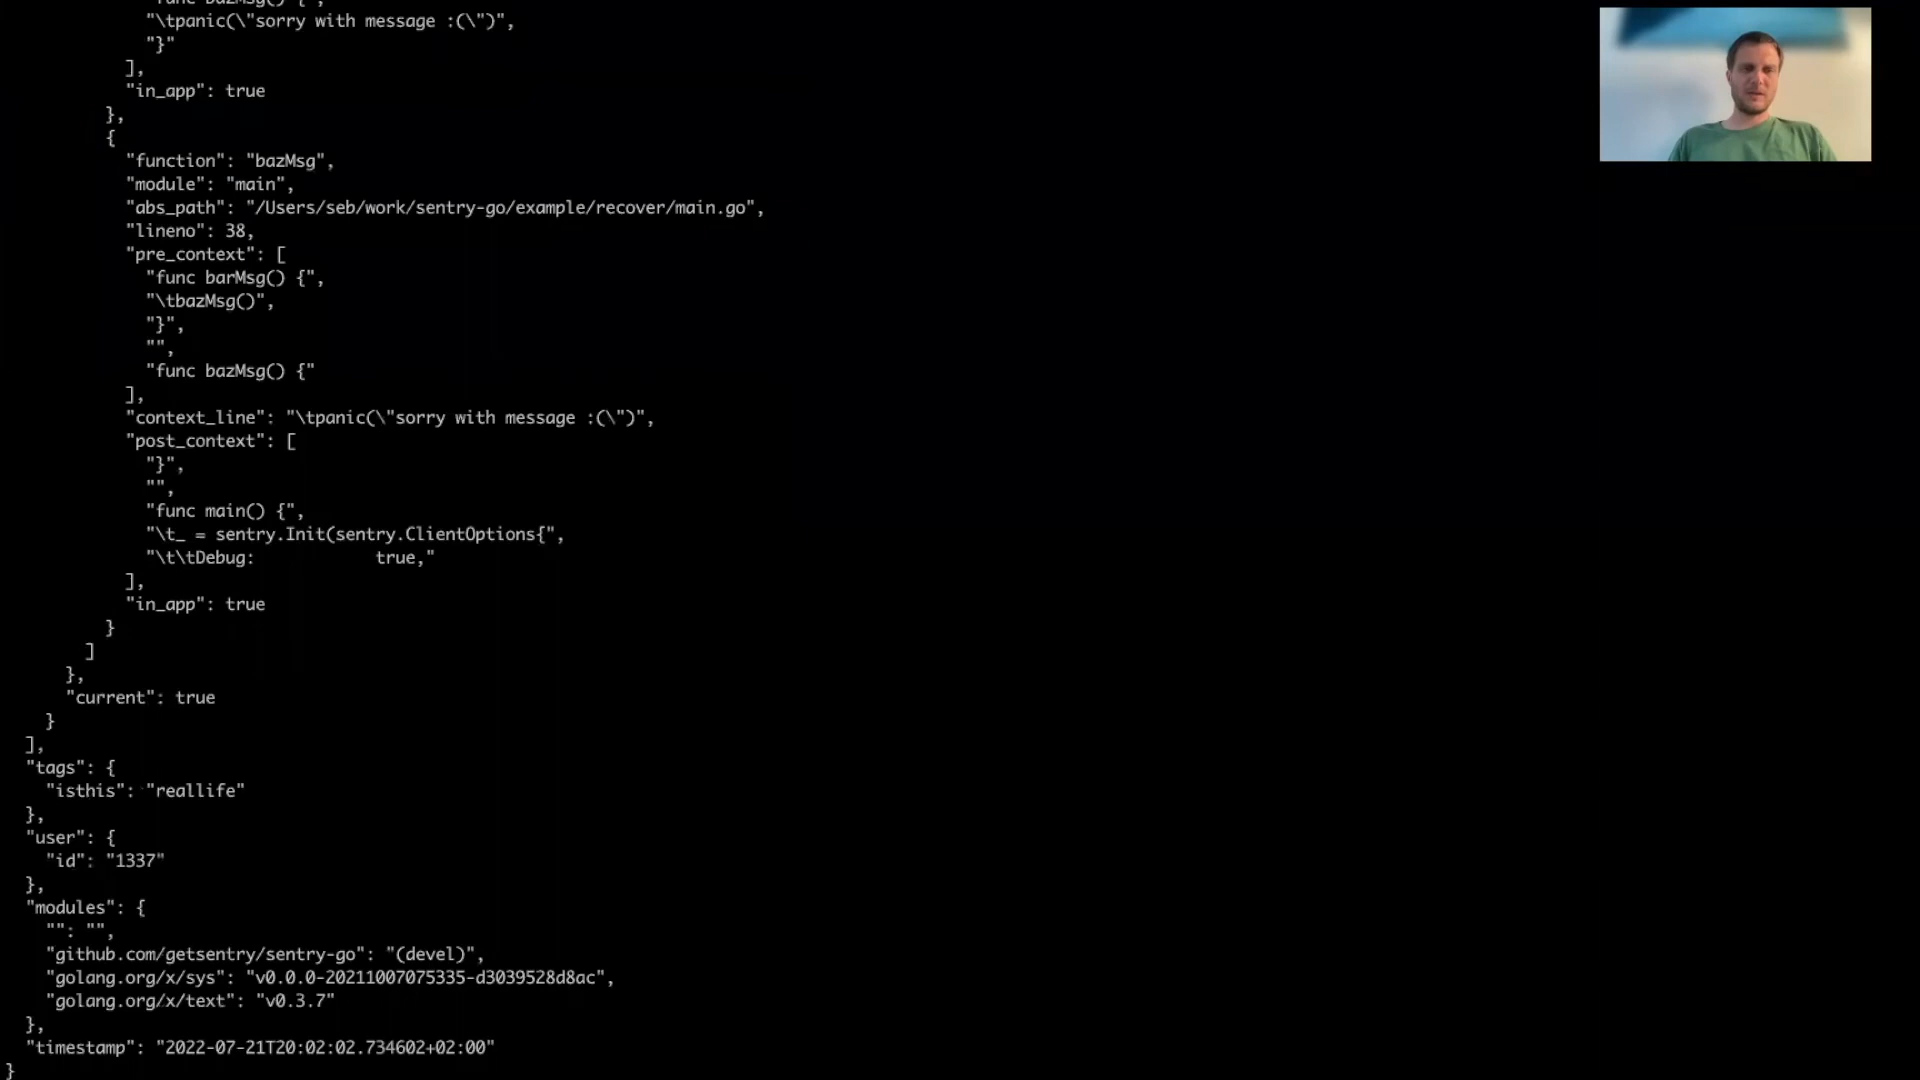 func bazMsg() {",
"\tpanic(\"sorry with message :(\")",
"}"
],
"in_app": true
},
{
"function": "bazMsg",
"module": "main",
"abs_path": "/Users/seb/work/sentry-go/example/recover/main.go",
"lineno": 38,
"pre_context": [
"func barMsg() {",
"\tbazMsg()",
"}",
"",
"func bazMsg() {"
],
"context_line": "\tpanic(\"sorry with message :(\")",
"post_context": [
"}",
"",
"func main() {",
"\t_ = sentry.Init(sentry.ClientOptions{",
"\t\tDebug:            true,"
],
"in_app": true
}
]
},
"current": true
}
],
"tags": {
"isthis": "reallife"
},
"user": {
"id": "1337"
},
"modules": {
"": "",
"github.com/getsentry/sentry-go": "(devel)",
"golang.org/x/sys": "v0.0.0-20211007075335-d3039528d8ac",
"golang.org/x/text": "v0.3.7"
},
"timestamp": "2022-07-21T20:02:02.734602+02:00"
}